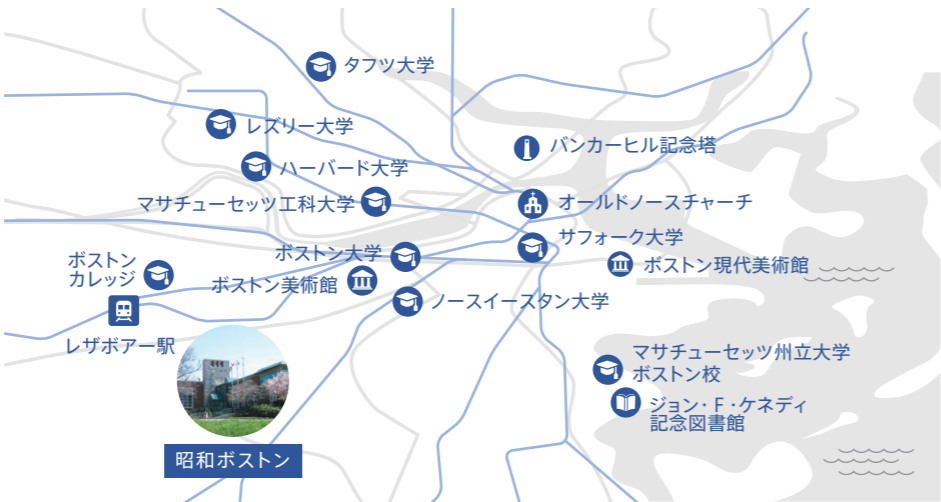 タフツ大学
レズリー大学
バンカーヒル記念塔
ハーバード大学
マサチューセッツ工科大学
オールドノースチャーチ
サフォーク大学
ボストン大学
ボストン
カレッジ
ボストン美術館
ボストン現代美術館
ノースイースタン大学
レザボアー駅
マサチューセッツ州立大学
ボストン校
ジョン・F・ケネディ
記念図書館
昭和ボストン